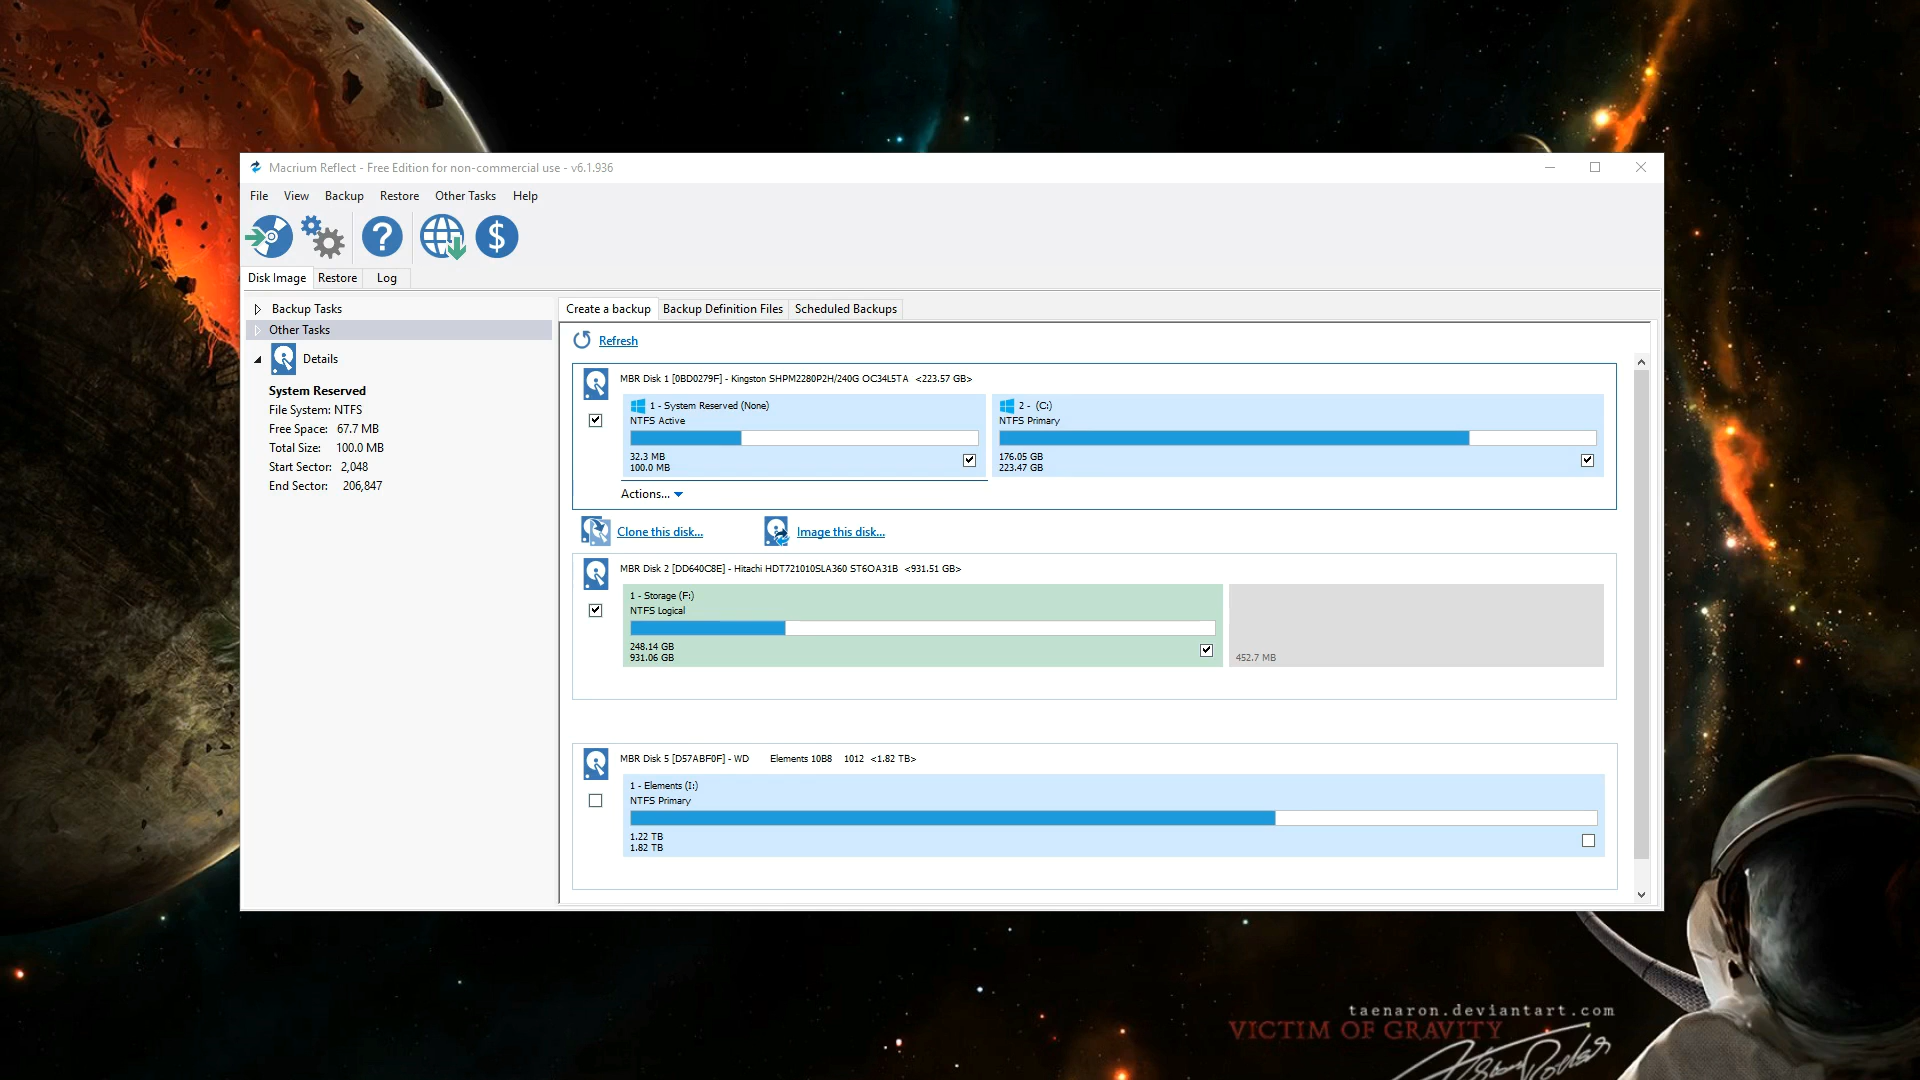 Macrium Reflect - Free Edition for non-commercial use - v6.1.936
File View Backup Restore Other Tasks Help
Disk Image Restore Log
Backup Tasks
Other Tasks
Details
System Reserved
File System: NTFS
Free Space: 67.7 MB
Total Size: 100.0 MB
Start Sector: 2,048
End Sector: 206,847
Create a backup Backup Definition Files Scheduled Backups
Refresh
MBR Disk 1 [0BD0279F] - Kingston SHPM2280P2H/240G OC34L5TA <223.57 GB>
1 - System Reserved (None)
NTFS Active
32.3 MB
100.0 MB
2 - (C:)
NTFS Primary
176.05 GB
223.47 GB
Actions...
Clone this disk... Image this disk...
MBR Disk 2 [DD640C8E] - Hitachi HDT721010SLA360 ST6OA31B <931.51 GB>
1 - Storage (F:)
NTFS Logical
248.14 GB
931.06 GB
452.7 MB
MBR Disk 5 [D57ABF0F] - WD Elements 10B8 1012 <1.82 TB>
1 - Elements (I:)
NTFS Primary
1.22 TB
1.82 TB
taenaron.deviantart.com
VICTIM OF GRAVITY